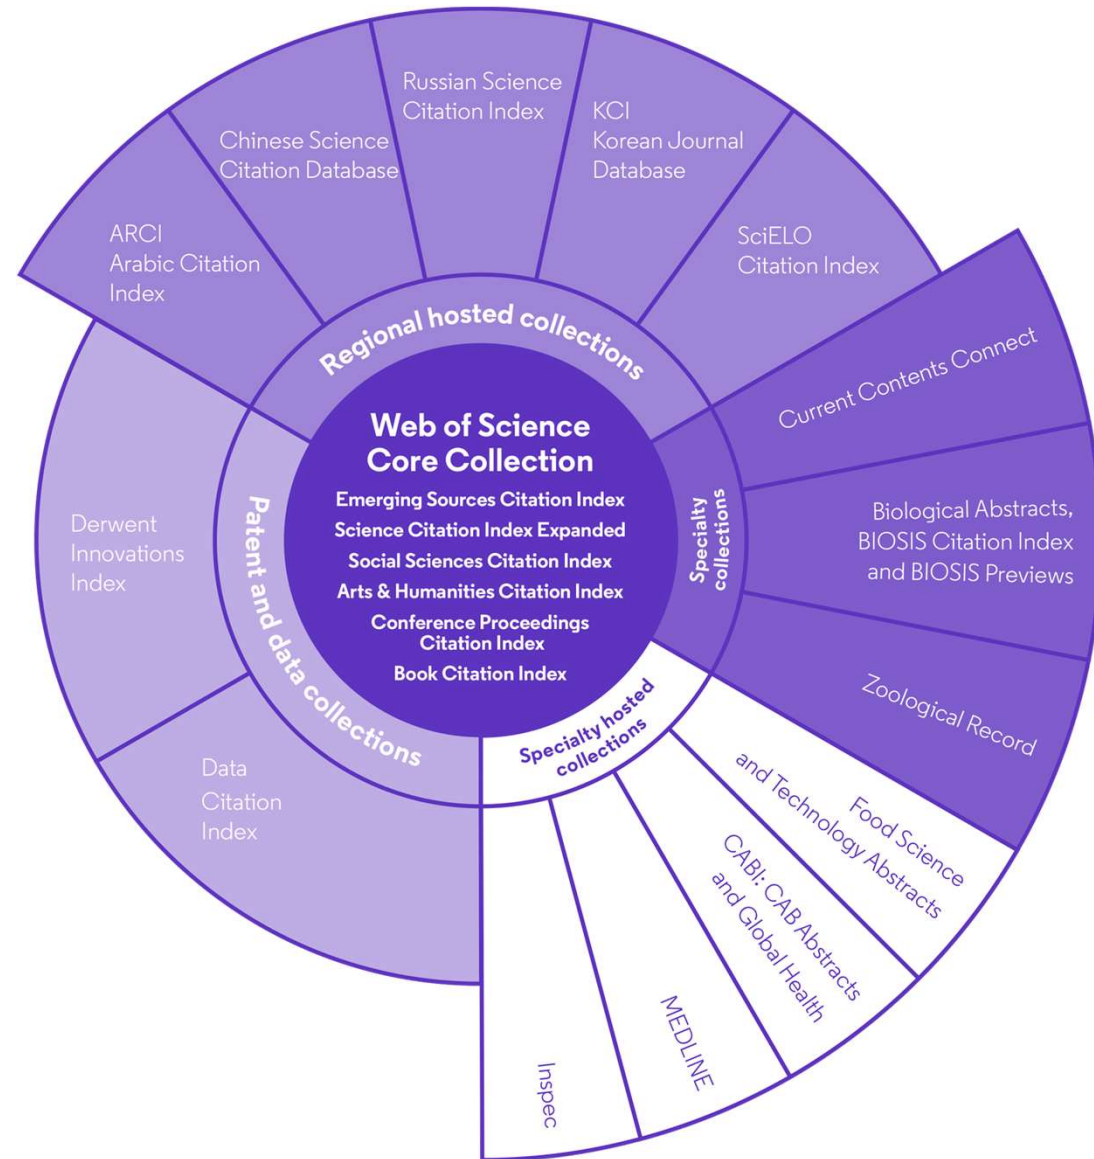 Web of Science
Core Collection
Emerging Sources Citation Index
Science Citation Index Expanded
Social Sciences Citation Index
Arts & Humanities Citation Index
Conference Proceedings
Citation Index
Book Citation Index
Regional hosted collections
ARCI
Arabic Citation
Index
Chinese Science
Citation Database
Russian Science
Citation Index
KCI
Korean Journal
Database
SciELO
Citation Index
Specialty
collections
Current Contents Connect
Biological Abstracts,
BIOSIS Citation Index
and BIOSIS Previews
Zoological Record
Specialty hosted
collections
Food Science
and Technology Abstracts
CABI: CAB Abstracts
and Global Health
MEDLINE
Inspec
Patent and data collections
Data
Citation
Index
Derwent
Innovations
Index